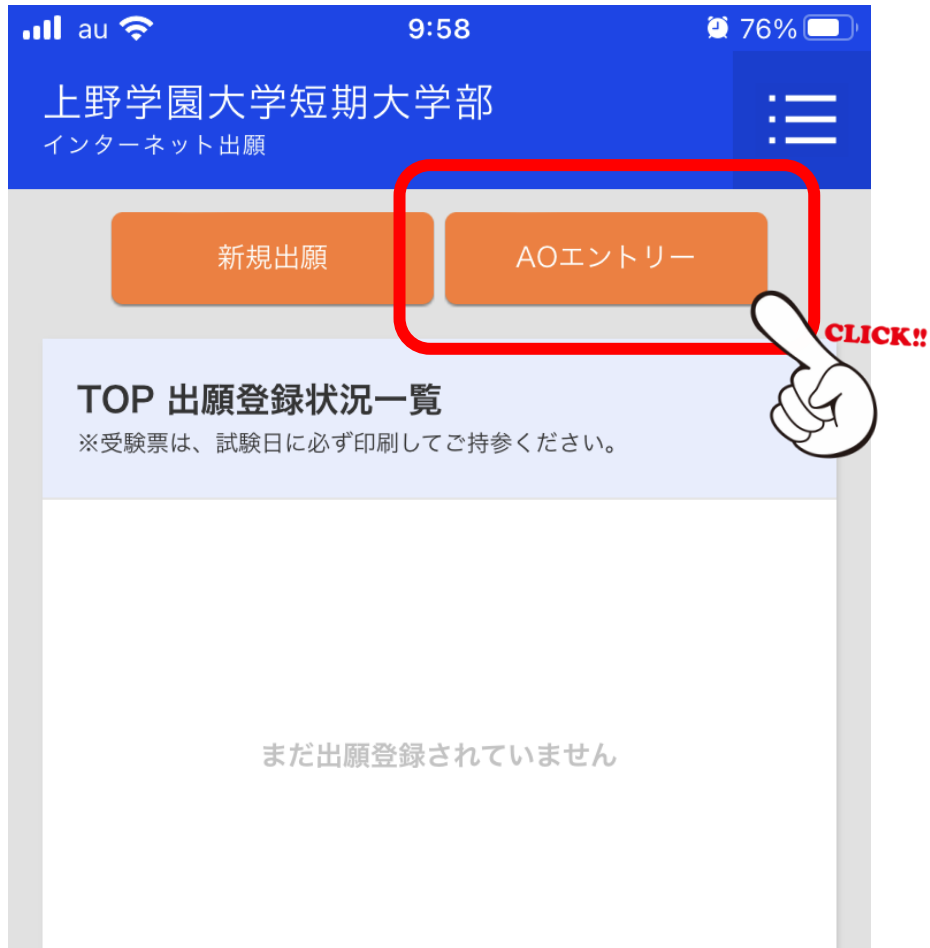 au 9:58 76%
上野学園大学短期大学部
インターネット出願
新規出願 AOエントリー
CLICK!!
TOP 出願登録状況一覧
※受験票は、試験日に必ず印刷してご持参ください。
まだ出願登録されていません